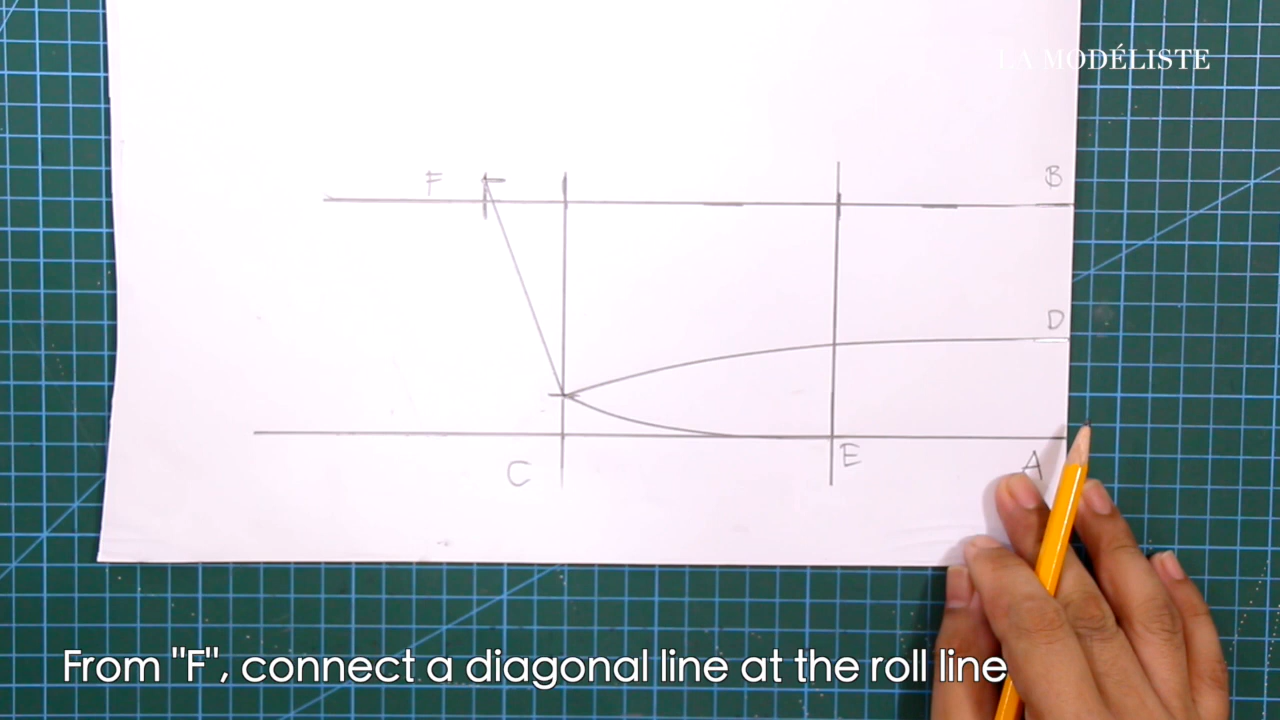 LA MODÉLISTE
F
B
D
C
E
A
From "F", connect a diagonal line at the roll line